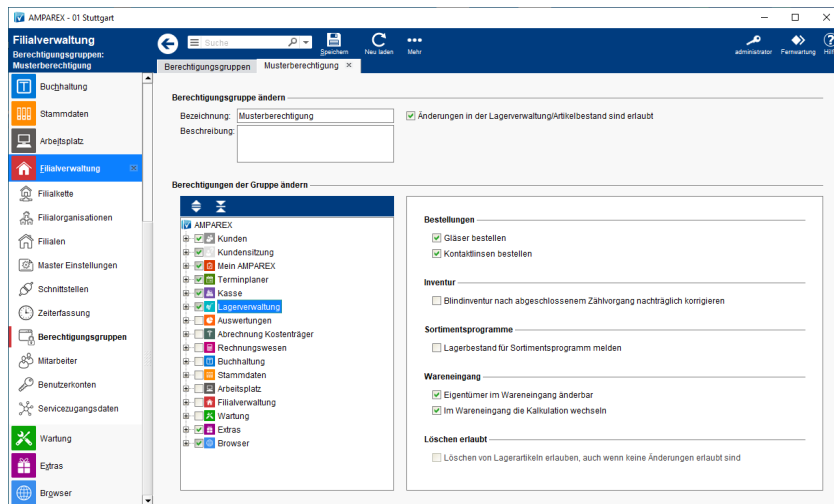 AMPAREX - 01 Stuttgart
Filialverwaltung
Berechtigungsgruppen:
Musterberechtigung
Suche
Speichern
Neu laden
Mehr
administrator
Fernwartung
Hilf
Berechtigungsgruppen
Musterberechtigung
Buchhaltung
Stammdaten
Arbeitsplatz
Filialverwaltung
Filialkette
Filialorganisationen
Filialen
Master Einstellungen
Schnittstellen
Zeiterfassung
Berechtigungsgruppen
Mitarbeiter
Benutzerkonten
Servicezugangsdaten
Wartung
Extras
Browser
Berechtigungsgruppe ändern
Bezeichnung: Musterberechtigung
Änderungen in der Lagerverwaltung/Artikelbestand sind erlaubt
Beschreibung:
Berechtigungen der Gruppe ändern
AMPAREX
Kunden
Kundensitzung
Mein AMPAREX
Terminplaner
Kasse
Lagerverwaltung
Auswertungen
Abrechnung Kostenträger
Rechnungswesen
Buchhaltung
Stammdaten
Arbeitsplatz
Filialverwaltung
Wartung
Extras
Browser
Bestellungen
Gläser bestellen
Kontaktlinsen bestellen
Inventur
Blindinventur nach abgeschlossenem Zählvorgang nachträglich korrigieren
Sortimentsprogramme
Lagerbestand für Sortimentsprogramm melden
Wareneingang
Eigentümer im Wareneingang änderbar
Im Wareneingang die Kalkulation wechseln
Löschen erlaubt
Löschen von Lagerartikeln erlauben, auch wenn keine Änderungen erlaubt sind